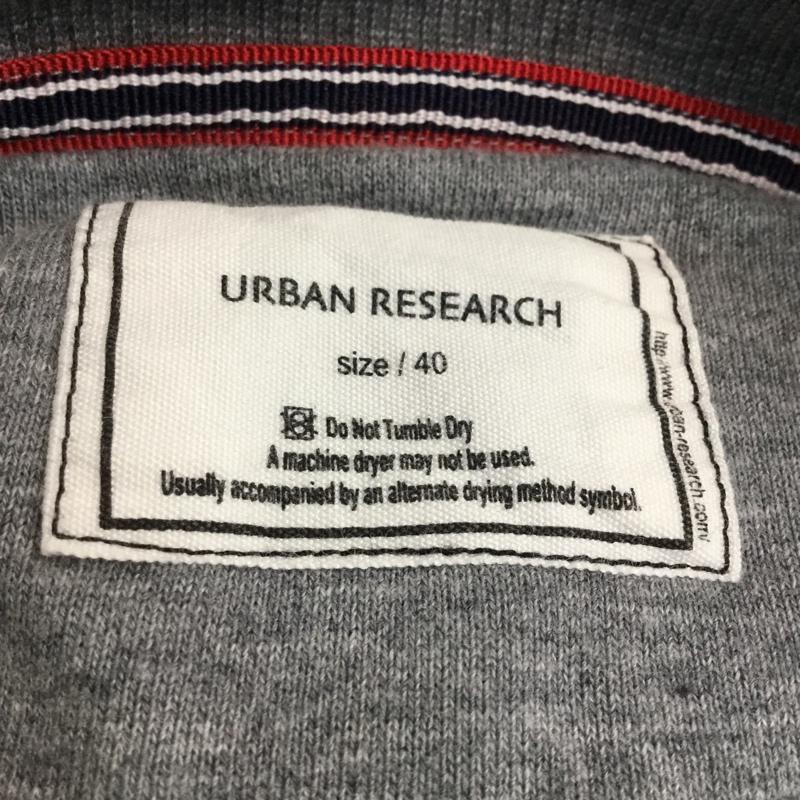 URBAN RESEARCH
size / 40
Do Not Tumble Dry
A machine dryer may not be used.
Usually accompanied by an alternate drying method symbol.